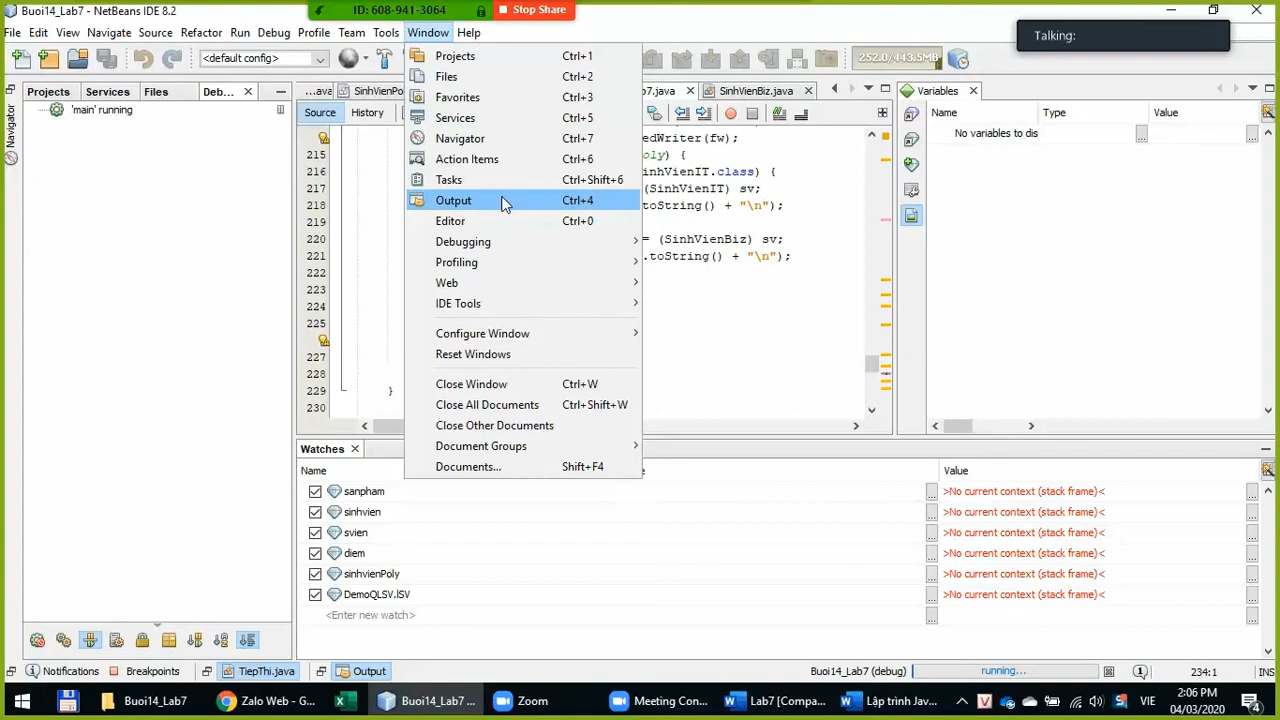 Buoi14_Lab7 - NetBeans IDE 8.2
ID: 608-941-3064
Stop Share
File Edit View Navigate Source Refactor Run Debug Profile Team Tools Window Help
Talking:
<default config>
252.0/443.5MB
Projects Services Files Deb...
'main' running
Navigator
...ava SinhVienPo b7.java SinhVienBiz.java
Source History
Variables
Name Type Value
No variables to dis
...
...
Projects Ctrl+1
Files Ctrl+2
Favorites Ctrl+3
Services Ctrl+5
Navigator Ctrl+7
Action Items Ctrl+6
Tasks Ctrl+Shift+6
Output Ctrl+4
Editor Ctrl+0
Debugging
Profiling
Web
IDE Tools
Configure Window
Reset Windows
Close Window Ctrl+W
Close All Documents Ctrl+Shift+W
Close Other Documents
Document Groups
Documents... Shift+F4
edWriter(fw);
215 oly) {
216 inhVienIT.class) {
217 (SinhVienIT) sv;
218 toString() + "\n");
219
220 = (SinhVienBiz) sv;
221 .toString() + "\n");
222
223
224
225
227
228
229 }
230
Watches
Name Value
sanpham ... >No current context (stack frame)< ...
sinhvien ... >No current context (stack frame)< ...
svien ... >No current context (stack frame)< ...
diem ... >No current context (stack frame)< ...
sinhvienPoly ... >No current context (stack frame)< ...
DemoQLSV.lSV ... >No current context (stack frame)< ...
<Enter new watch> ...
Notifications Breakpoints TiepThi.java Output Buoi14_Lab7 (debug) running... 1 234:1 INS
Buoi14_Lab7 Zalo Web - G... Buoi14_Lab7 ... Zoom Meeting Con... Lab7 [Compa... Lập trình Jav... VIE
2:06 PM
04/03/2020
4